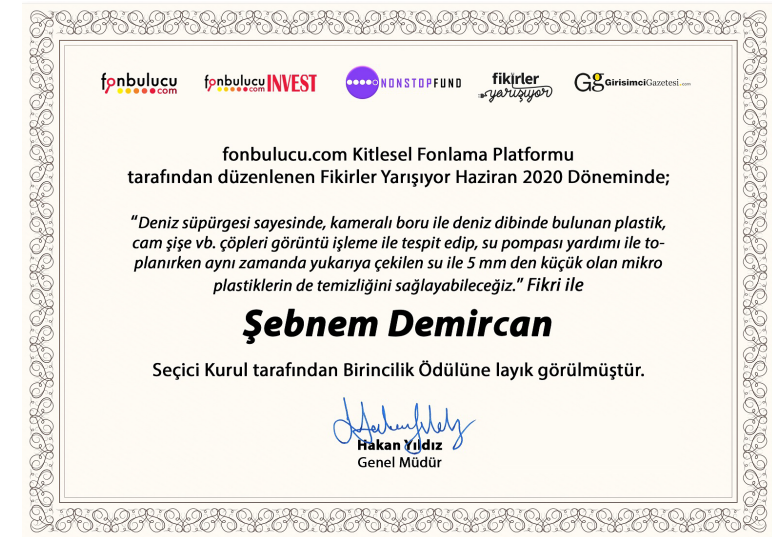 fonbulucu
.com
fonbulucu INVEST
.com
NONSTOPFUND
fikirler
yarışıyor
Gg GirisimciGazetesi.com
fonbulucu.com Kitlesel Fonlama Platformu
tarafından düzenlenen Fikirler Yarışıyor Haziran 2020 Döneminde;
“Deniz süpürgesi sayesinde, kameralı boru ile deniz dibinde bulunan plastik,
cam şişe vb. çöpleri görüntü işleme ile tespit edip, su pompası yardımı ile to-
planırken aynı zamanda yukarıya çekilen su ile 5 mm den küçük olan mikro
plastiklerin de temizliğini sağlayabileceğiz.” Fikri ile
Şebnem Demircan
Seçici Kurul tarafından Birincilik Ödülüne layık görülmüştür.
Hakan Yıldız
Genel Müdür